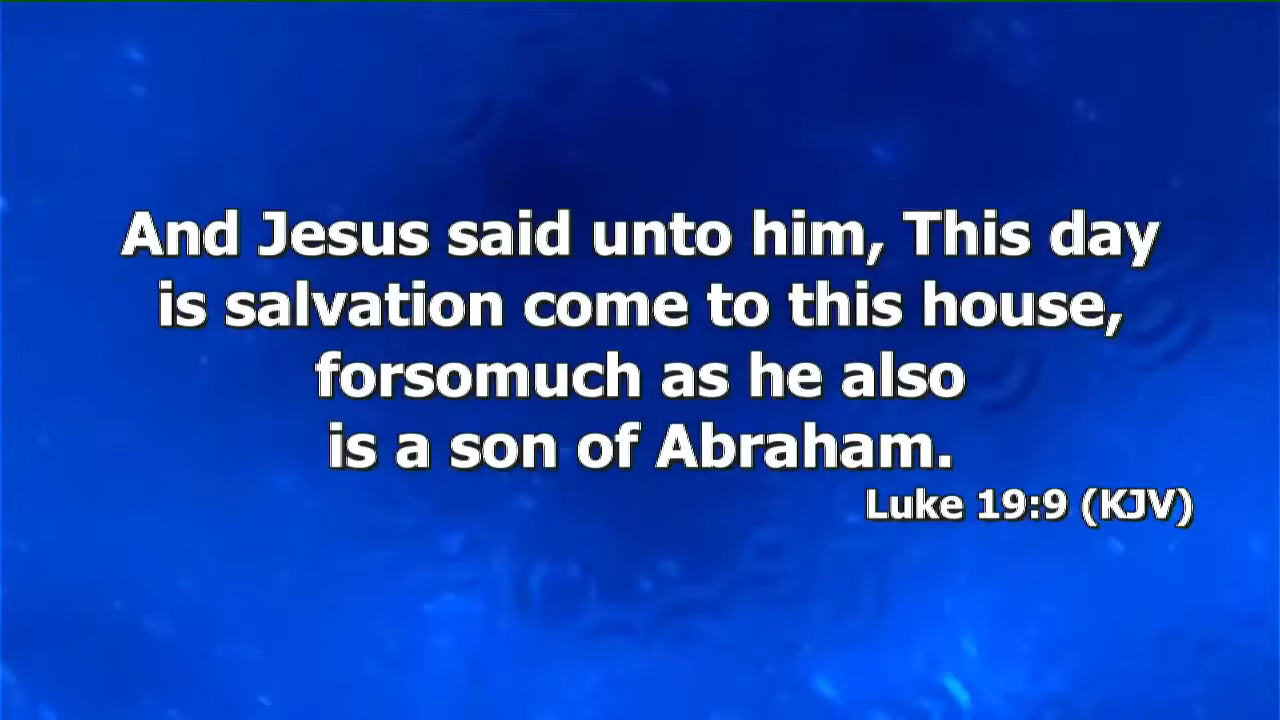 And Jesus said unto him, This day
is salvation come to this house,
forsomuch as he also
is a son of Abraham.
Luke 19:9 (KJV)